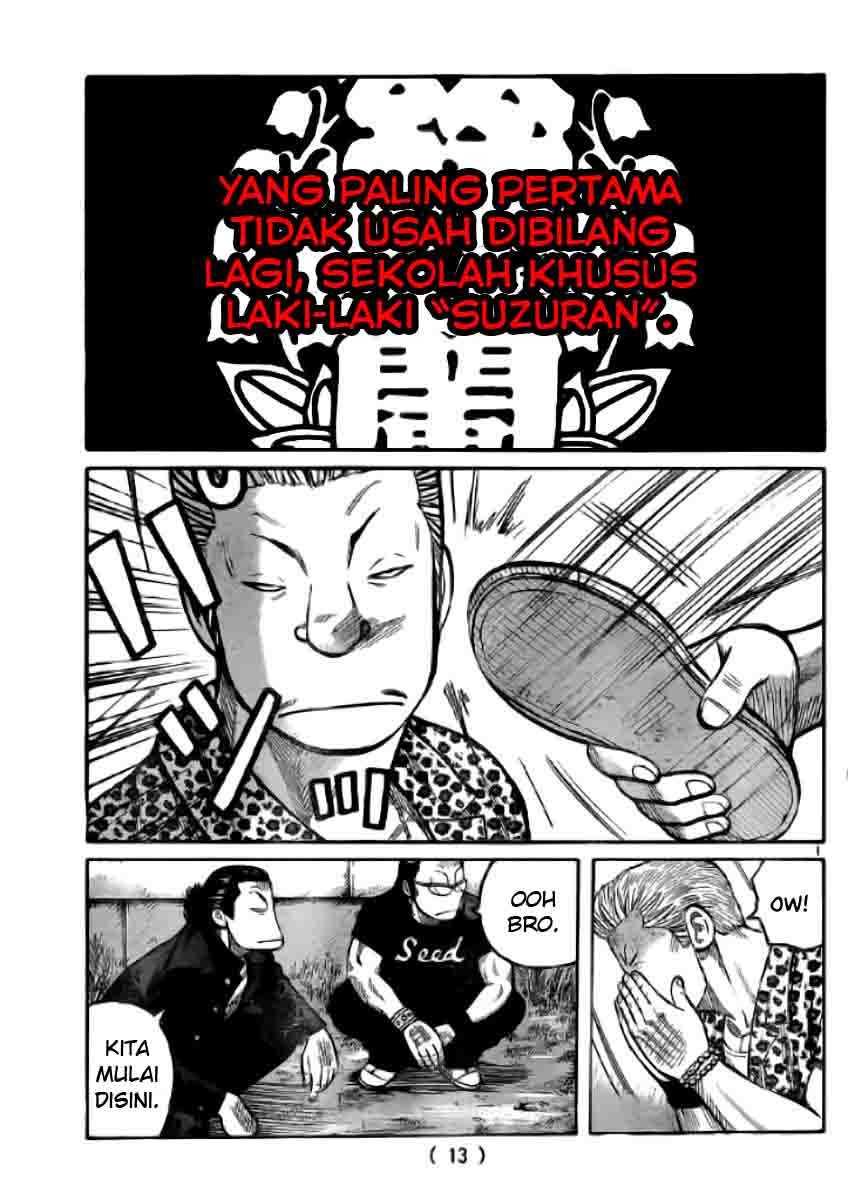 YANG PALING PERTAMA
TIDAK USAH DIBILANG
LAGI, SEKOLAH KHUSUS
LAKI-LAKI “SUZURAN”.
OOH
BRO.
Seed
KITA
MULAI
DISINI.
OW!
( 13 )